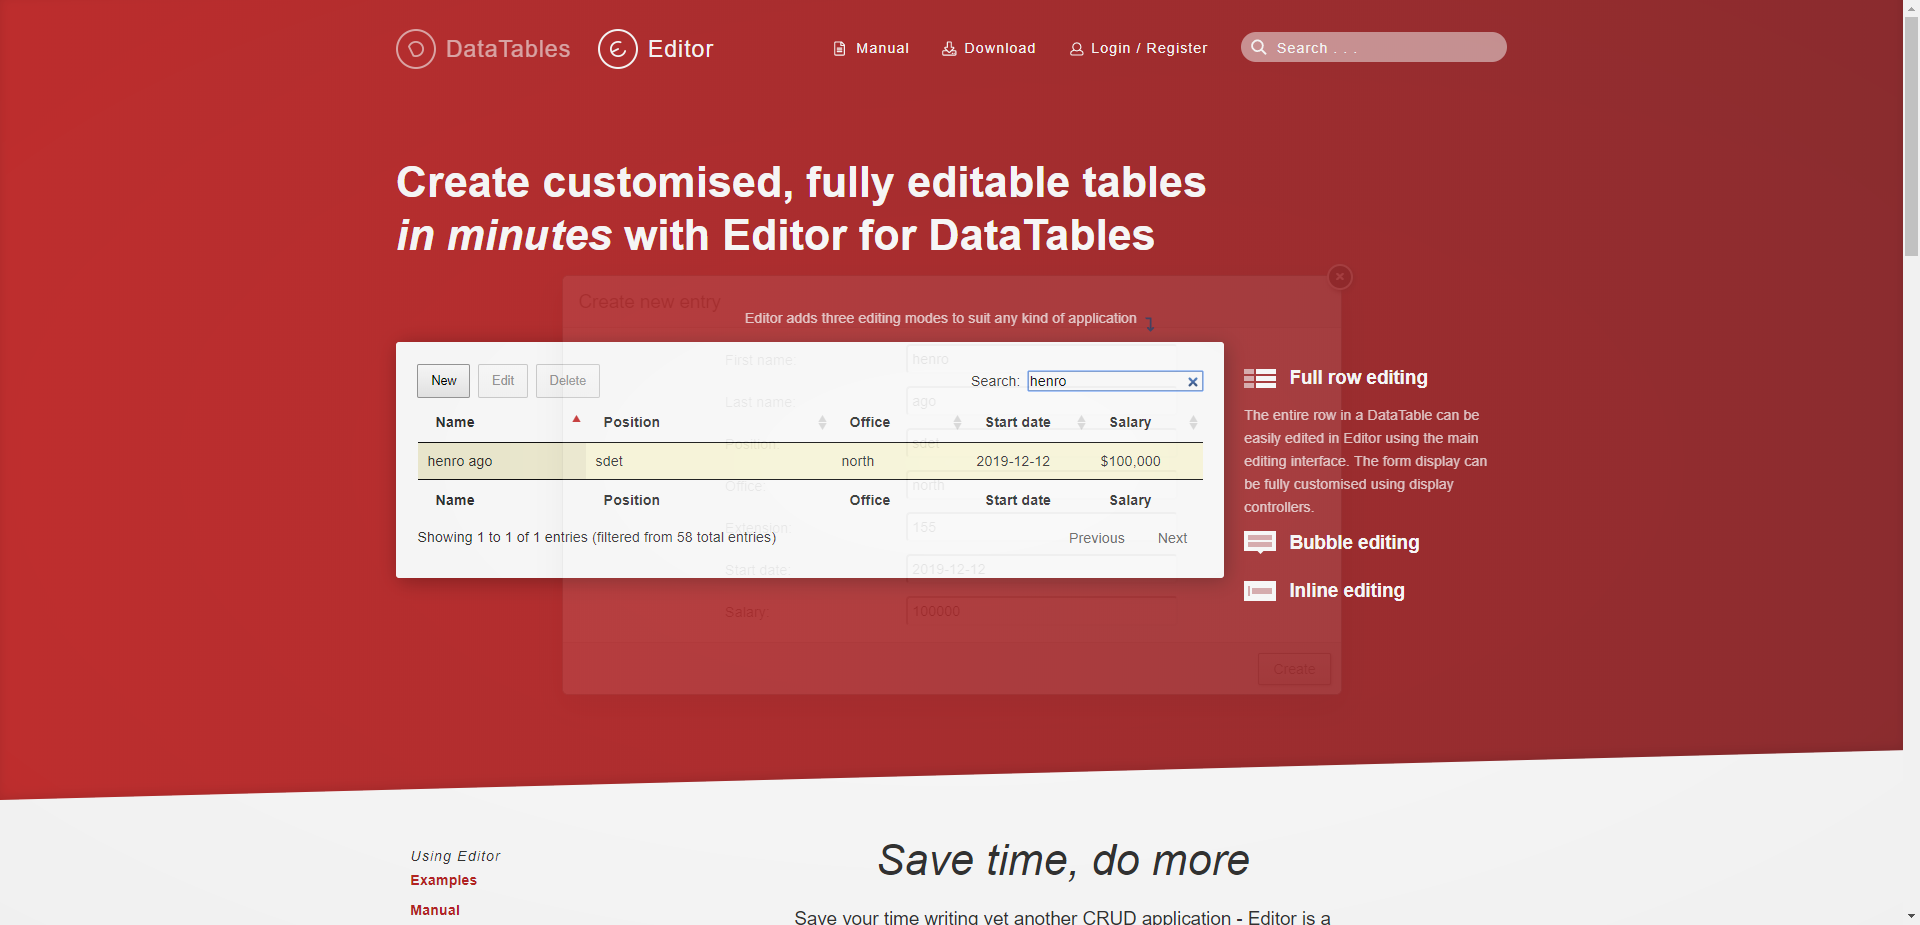 DataTables Editor Manual Download Login / Register Search . . .
Create customised, fully editable tables
in minutes with Editor for DataTables
Create new entry
Editor adds three editing modes to suit any kind of application
First name: henro
New Edit Delete Search: henro
Last name: ago
Name Position Office Start date Salary
Position: sdet
henro ago sdet north 2019-12-12 $100,000
Office: north
Name Position Office Start date Salary
Extension: 155
Showing 1 to 1 of 1 entries (filtered from 58 total entries) Previous Next
Start date: 2019-12-12
Salary: 100000
Create
Full row editing
The entire row in a DataTable can be
easily edited in Editor using the main
editing interface. The form display can
be fully customised using display
controllers.
Bubble editing
Inline editing
Using Editor
Examples
Manual
Save time, do more
Save your time writing yet another CRUD application - Editor is a